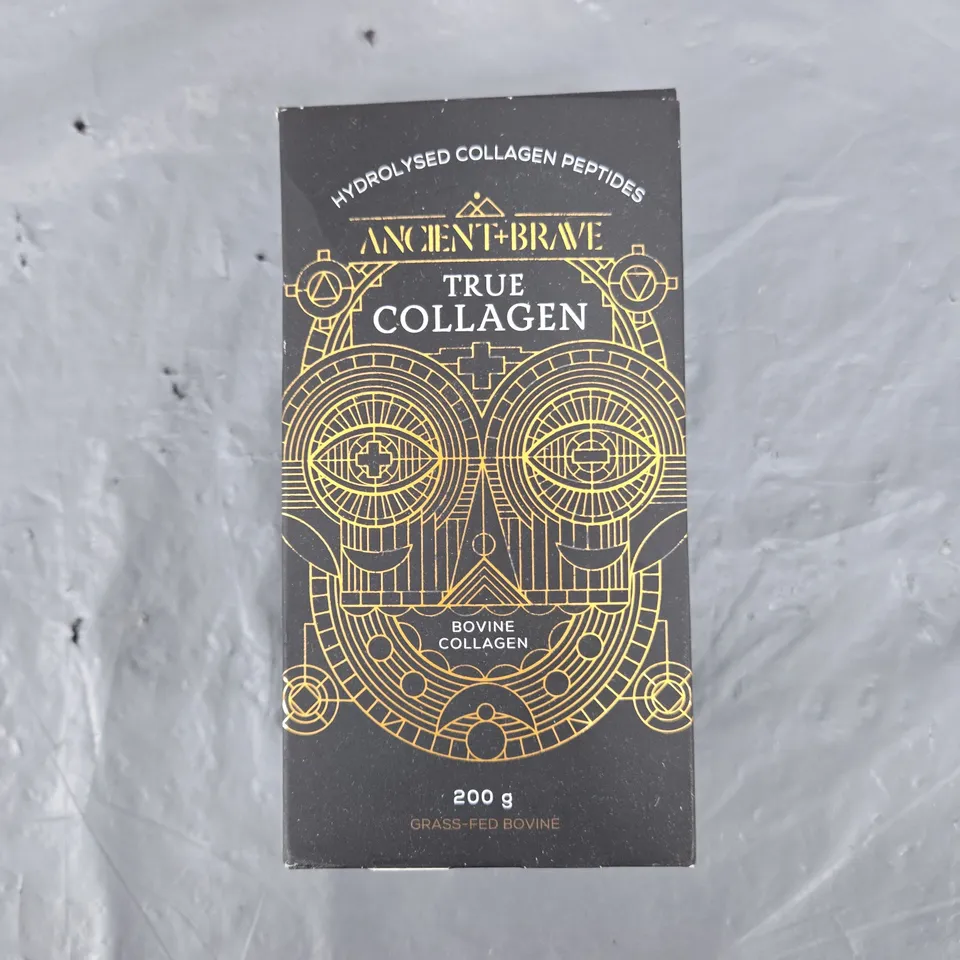 HYDROLYSED COLLAGEN PEPTIDES
ANCIENT+BRAVE
TRUE
COLLAGEN
BOVINE
COLLAGEN
200 g
GRASS-FED BOVINE